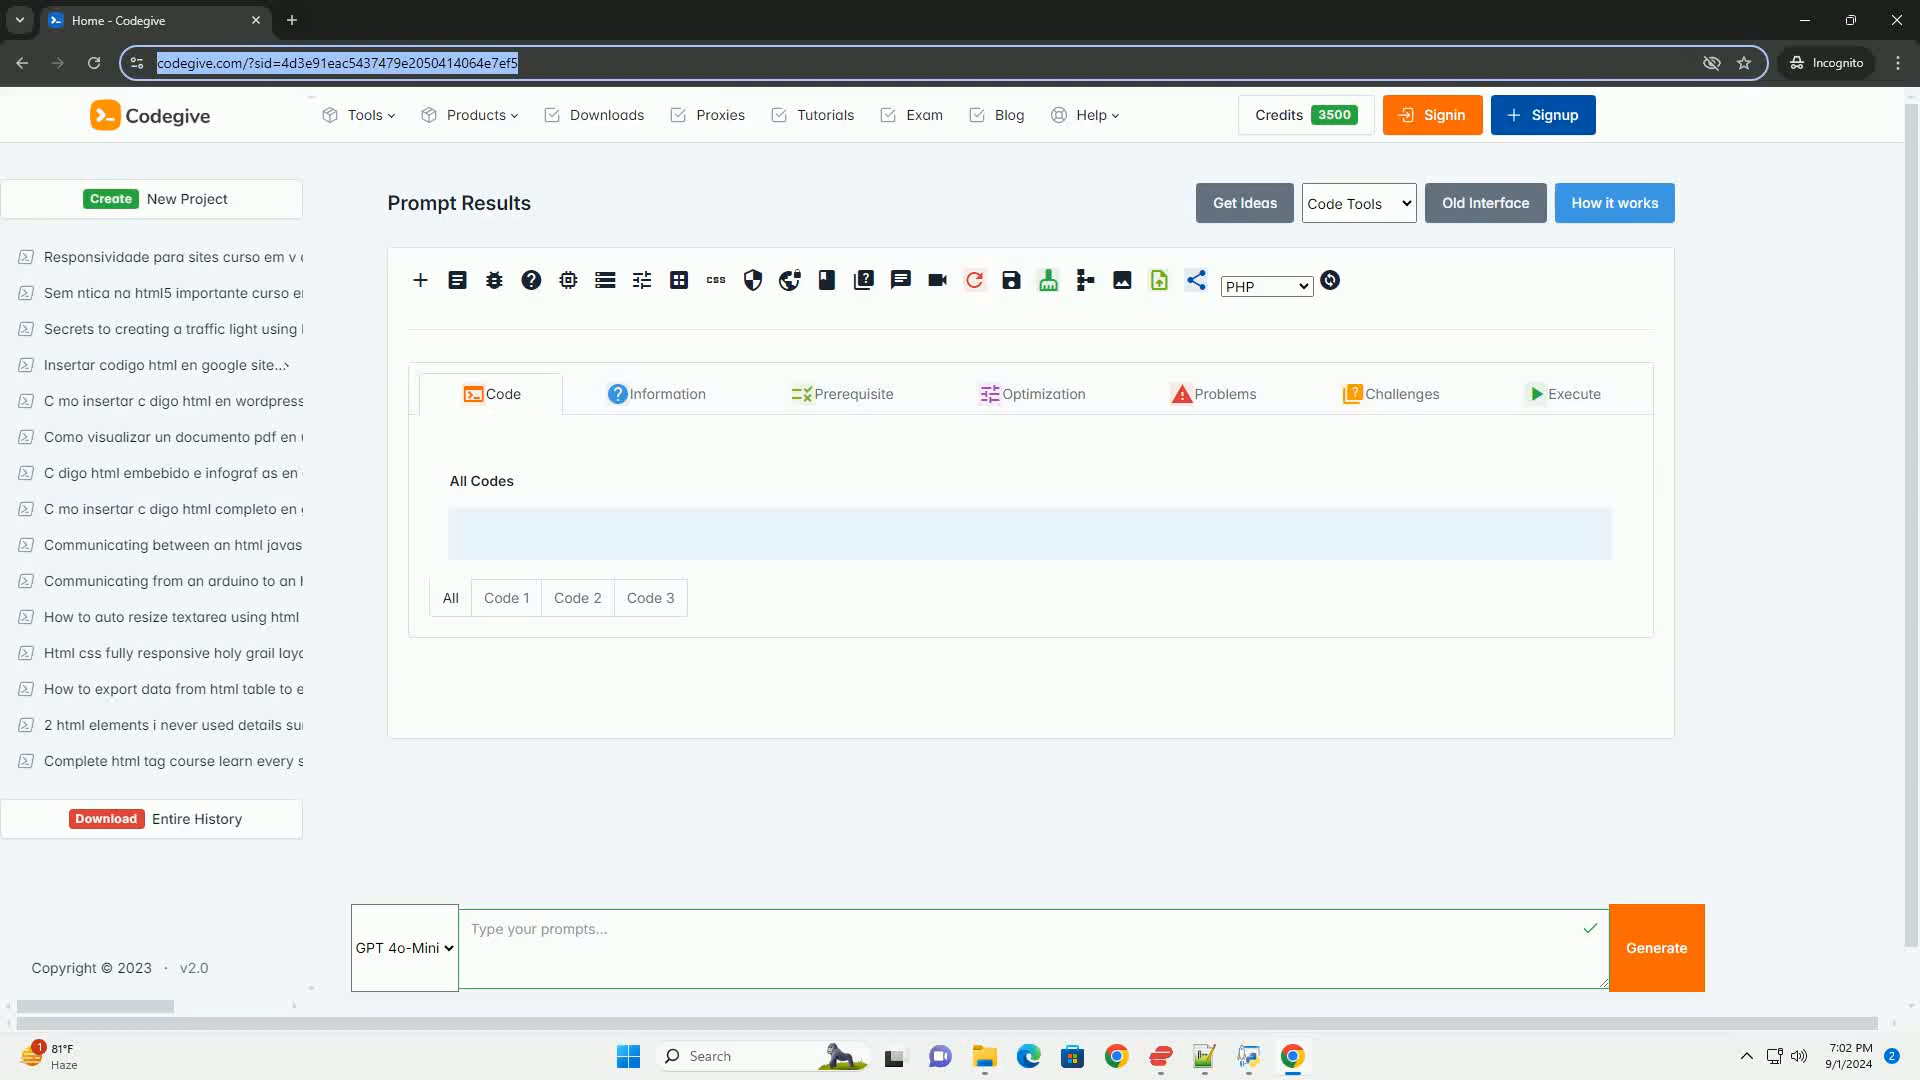 Home - Codegive
codegive.com/?sid=4d3e91eac5437479e2050414064e7ef5
Incognito
Codegive
Tools
Products
Downloads
Proxies
Tutorials
Exam
Blog
Help
Credits 3500
Signin
Signup
Create New Project
Prompt Results
Get Ideas
Code Tools
Old Interface
How it works
Responsividade para sites curso em v
Sem ntica na html5 importante curso e
Secrets to creating a traffic light using
Insertar codigo html en google site...
C mo insertar c digo html en wordpress
Como visualizar un documento pdf en
C digo html embebido e infograf as en
C mo insertar c digo html completo en
Communicating between an html javas
Communicating from an arduino to an
How to auto resize textarea using html
Html css fully responsive holy grail layo
How to export data from html table to e
2 html elements i never used details su
Complete html tag course learn every s
Download Entire History
Copyright © 2023 · v2.0
css
PHP
Code
Information
Prerequisite
Optimization
Problems
Challenges
Execute
All Codes
All
Code 1
Code 2
Code 3
GPT 4o-Mini
Type your prompts...
Generate
1
81°F
Haze
Search
7:02 PM
9/1/2024
2